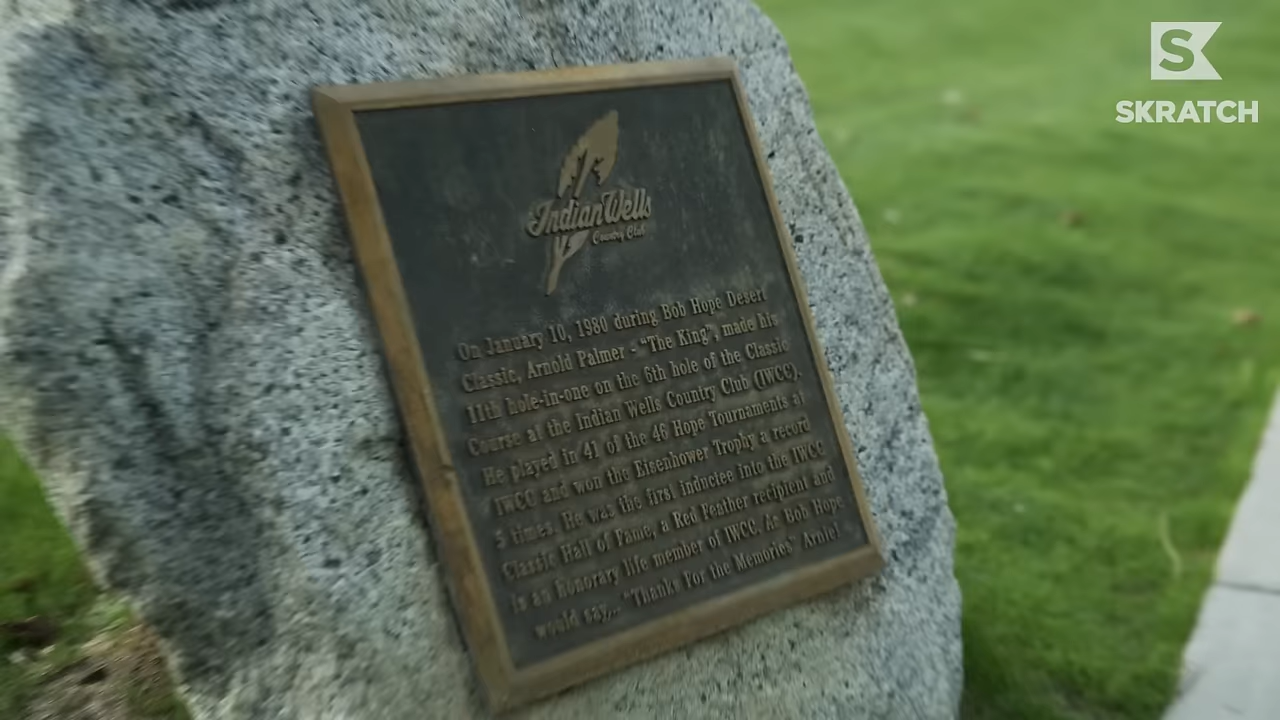 SKRATCH
Indian Wells
Country Club
On January 10, 1980 during Bob Hope Desert
Classic, Arnold Palmer - "The King", made his
11th hole-in-one on the 6th hole of the Classic
Course at the Indian Wells Country Club (IWCC).
He played in 41 of the 46 Hope Tournaments at
IWCC and won the Eisenhower Trophy a record
5 times. He was the first inductee into the IWCC
Classic Hall of Fame, a Red Feather recipient and
is an honorary life member of IWCC. As Bob Hope
would say... "Thanks For the Memories" Arnie!